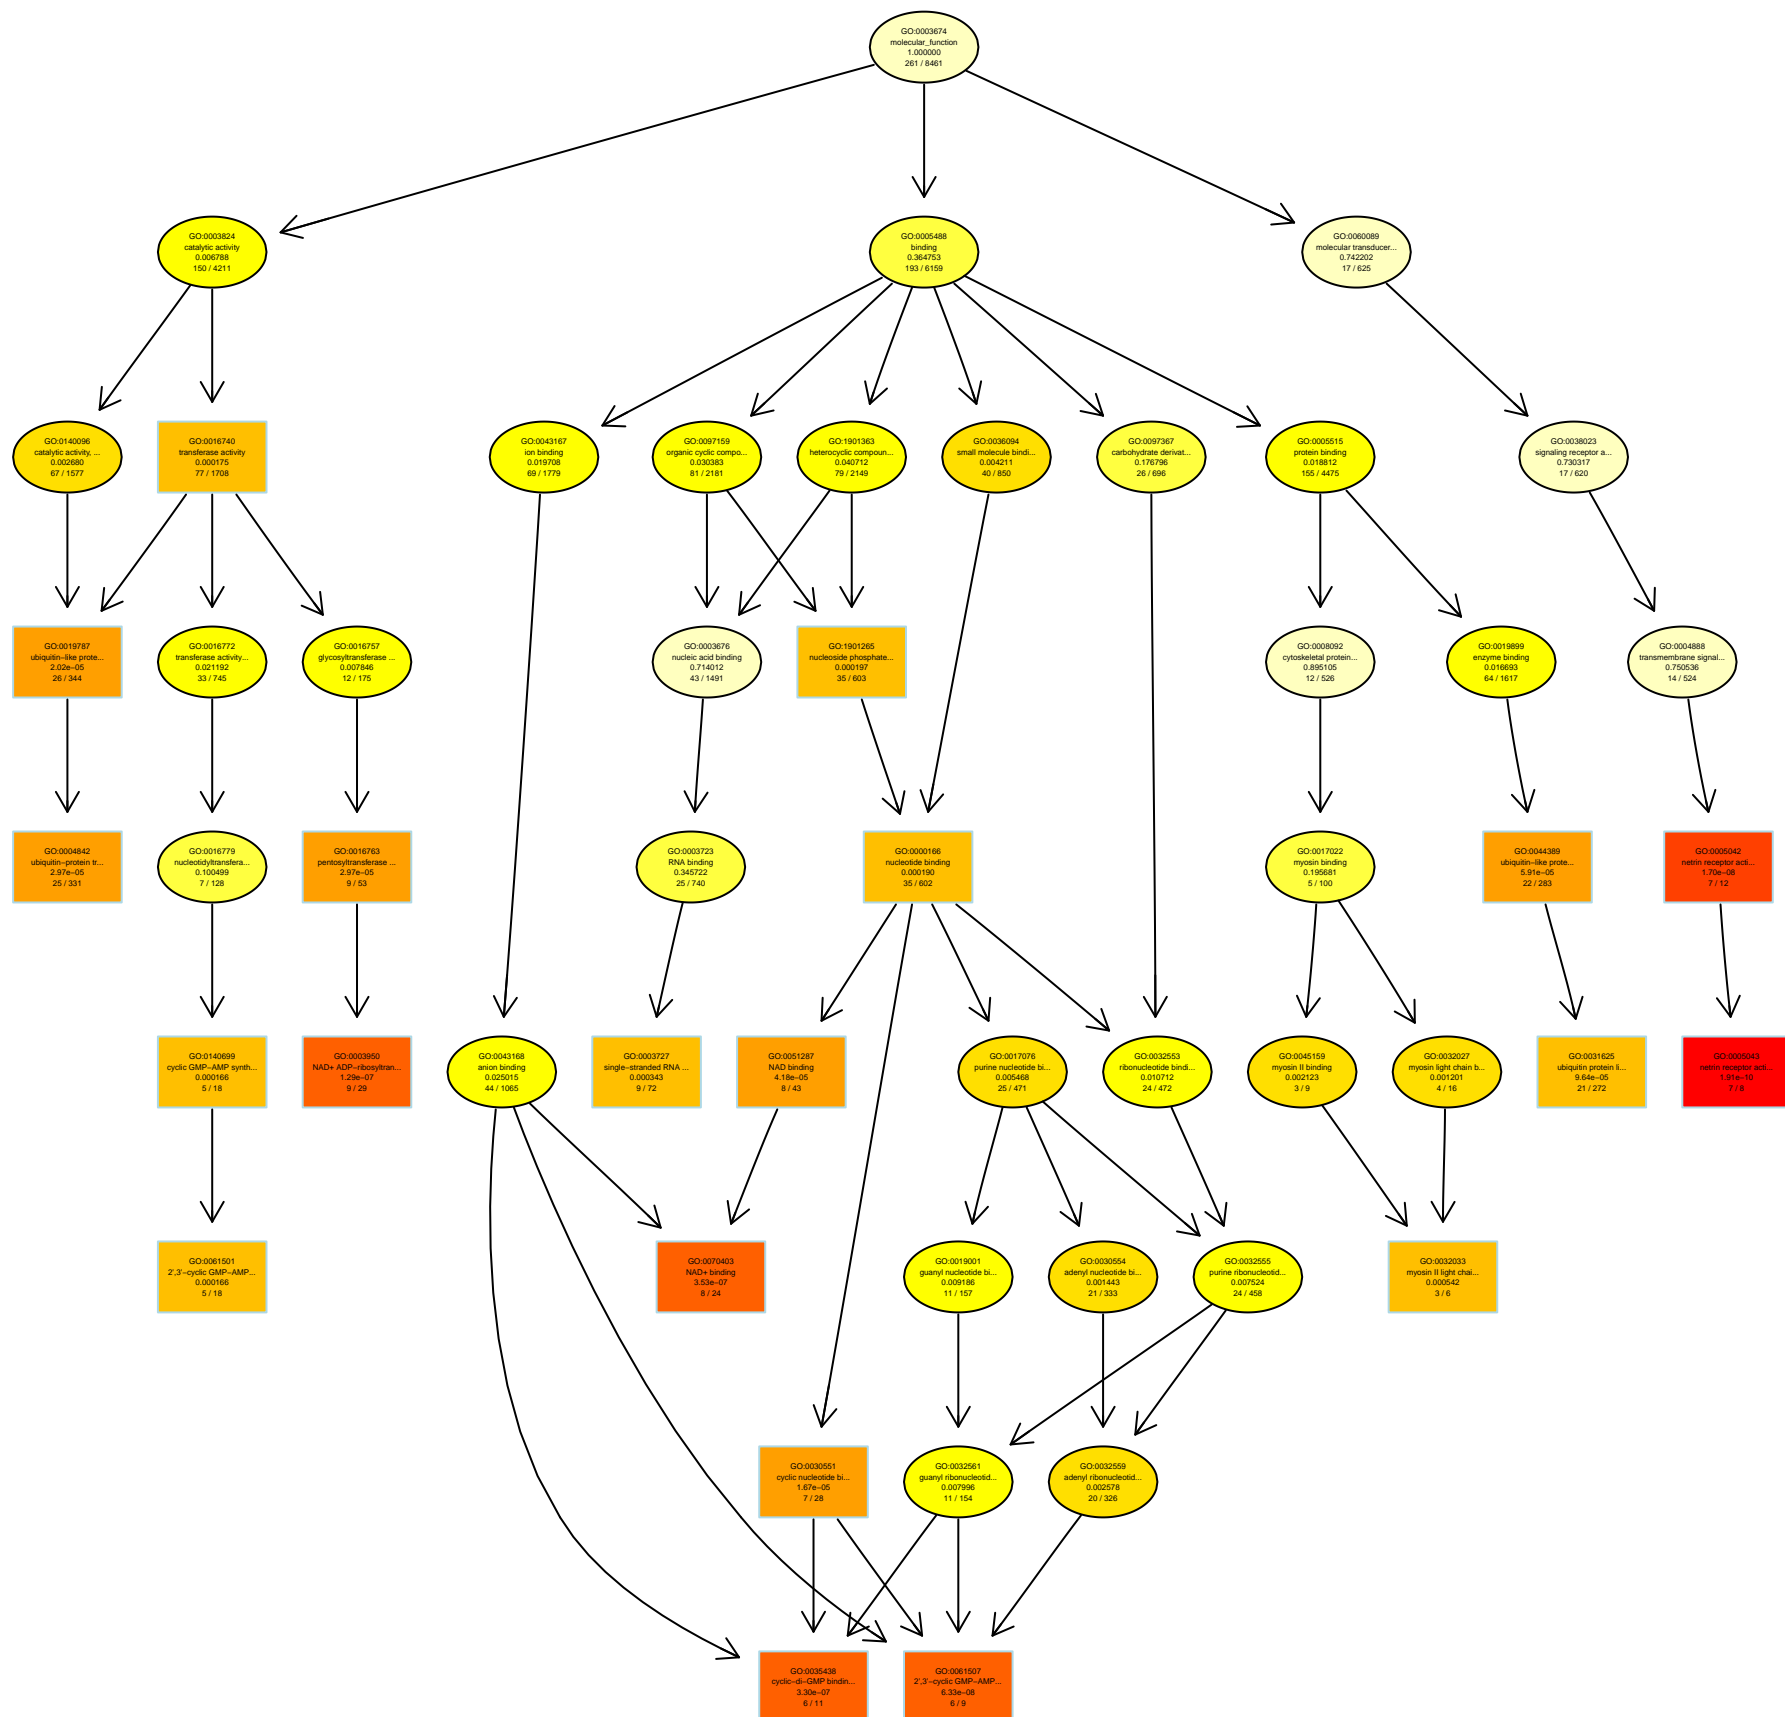 GO:0003674
molecular_function
1.000000
261 / 8461
GO:0003824
catalytic activity
0.006788
150 / 4211
GO:0005488
binding
0.364753
193 / 6159
GO:0060089
molecular transducer...
0.742202
17 / 625
GO:0140096
catalytic activity, ...
0.002680
67 / 1577
GO:0016740
transferase activity
0.000175
77 / 1708
GO:0043167
ion binding
0.019708
69 / 1779
GO:0097159
organic cyclic compo...
0.030383
81 / 2181
GO:1901363
heterocyclic compoun...
0.040712
79 / 2149
GO:0036094
small molecule bindi...
0.004211
40 / 850
GO:0097367
carbohydrate derivat...
0.176796
26 / 696
GO:0005515
protein binding
0.018812
155 / 4475
GO:0038023
signaling receptor a...
0.730317
17 / 620
GO:0019787
ubiquitin−like prote...
2.02e−05
26 / 344
GO:0016772
transferase activity...
0.021192
33 / 745
GO:0016757
glycosyltransferase ...
0.007846
12 / 175
GO:0003676
nucleic acid binding
0.714012
43 / 1491
GO:1901265
nucleoside phosphate...
0.000197
35 / 603
GO:0008092
cytoskeletal protein...
0.895105
12 / 526
GO:0019899
enzyme binding
0.016693
64 / 1617
GO:0004888
transmembrane signal...
0.750536
14 / 524
GO:0004842
ubiquitin−protein tr...
2.97e−05
25 / 331
GO:0016779
nucleotidyltransfera...
0.100499
7 / 128
GO:0016763
pentosyltransferase ...
2.97e−05
9 / 53
GO:0003723
RNA binding
0.345722
25 / 740
GO:0000166
nucleotide binding
0.000190
35 / 602
GO:0017022
myosin binding
0.195681
5 / 100
GO:0044389
ubiquitin−like prote...
5.91e−05
22 / 283
GO:0005042
netrin receptor acti...
1.70e−08
7 / 12
GO:0140699
cyclic GMP−AMP synth...
0.000166
5 / 18
GO:0003950
NAD+ ADP−ribosyltran...
1.29e−07
9 / 29
GO:0043168
anion binding
0.025015
44 / 1065
GO:0003727
single−stranded RNA ...
0.000343
9 / 72
GO:0051287
NAD binding
4.18e−05
8 / 43
GO:0017076
purine nucleotide bi...
0.005468
25 / 471
GO:0032553
ribonucleotide bindi...
0.010712
24 / 472
GO:0045159
myosin II binding
0.002123
3 / 9
GO:0032027
myosin light chain b...
0.001201
4 / 16
GO:0031625
ubiquitin protein li...
9.64e−05
21 / 272
GO:0005043
netrin receptor acti...
1.91e−10
7 / 8
GO:0061501
2',3'−cyclic GMP−AMP...
0.000166
5 / 18
GO:0070403
NAD+ binding
3.53e−07
8 / 24
GO:0019001
guanyl nucleotide bi...
0.009186
11 / 157
GO:0030554
adenyl nucleotide bi...
0.001443
21 / 333
GO:0032555
purine ribonucleotid...
0.007524
24 / 458
GO:0032033
myosin II light chai...
0.000542
3 / 6
GO:0030551
cyclic nucleotide bi...
1.67e−05
7 / 28
GO:0032561
guanyl ribonucleotid...
0.007996
11 / 154
GO:0032559
adenyl ribonucleotid...
0.002578
20 / 326
GO:0035438
cyclic−di−GMP bindin...
3.30e−07
6 / 11
GO:0061507
2',3'−cyclic GMP−AMP...
6.33e−08
6 / 9